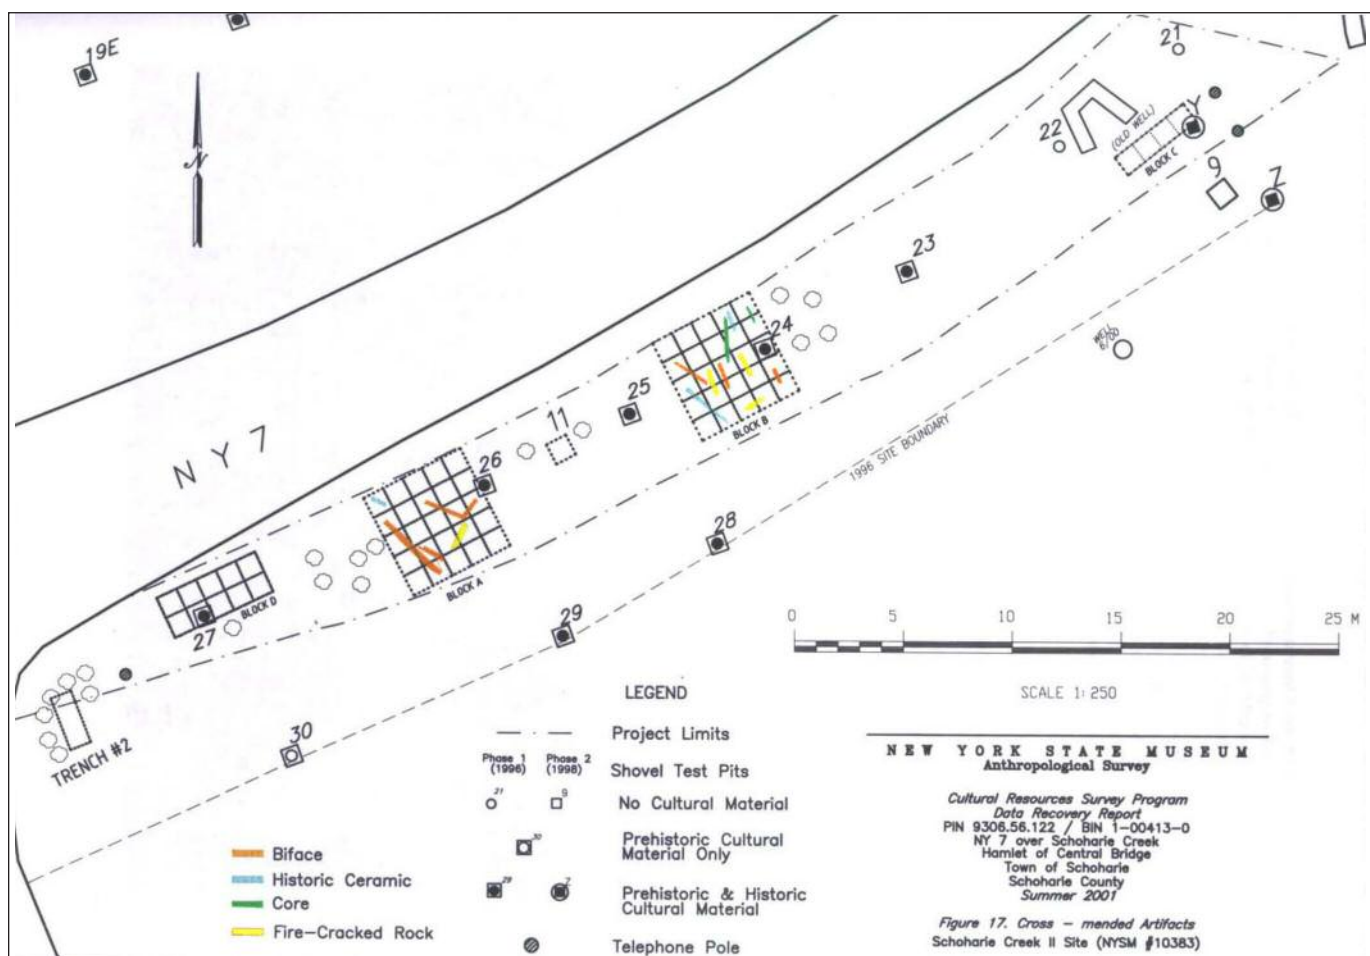 19E
N
21
22
(OLD WELL)
Y
BLOCK C
9
Z
23
24
WELL
6/00
25
11
BLOCK B
NY 7
26
1996 SITE BOUNDARY
28
BLOCK A
BLOCK D
27
29
0 5 10 15 20 25 M
SCALE 1:250
30
TRENCH #2
LEGEND
Project Limits
Phase 1 Phase 2
(1996) (1998) Shovel Test Pits
21 9 No Cultural Material
30 Prehistoric Cultural
Material Only
29 Z Prehistoric & Historic
Cultural Material
Telephone Pole
Biface
Historic Ceramic
Core
Fire-Cracked Rock
NEW YORK STATE MUSEUM
Anthropological Survey
Cultural Resources Survey Program
Data Recovery Report
PIN 9306.56.122 / BIN 1-00413-0
NY 7 over Schoharie Creek
Hamlet of Central Bridge
Town of Schoharie
Schoharie County
Summer 2001
Figure 17. Cross - mended Artifacts
Schoharie Creek II Site (NYSM #10383)